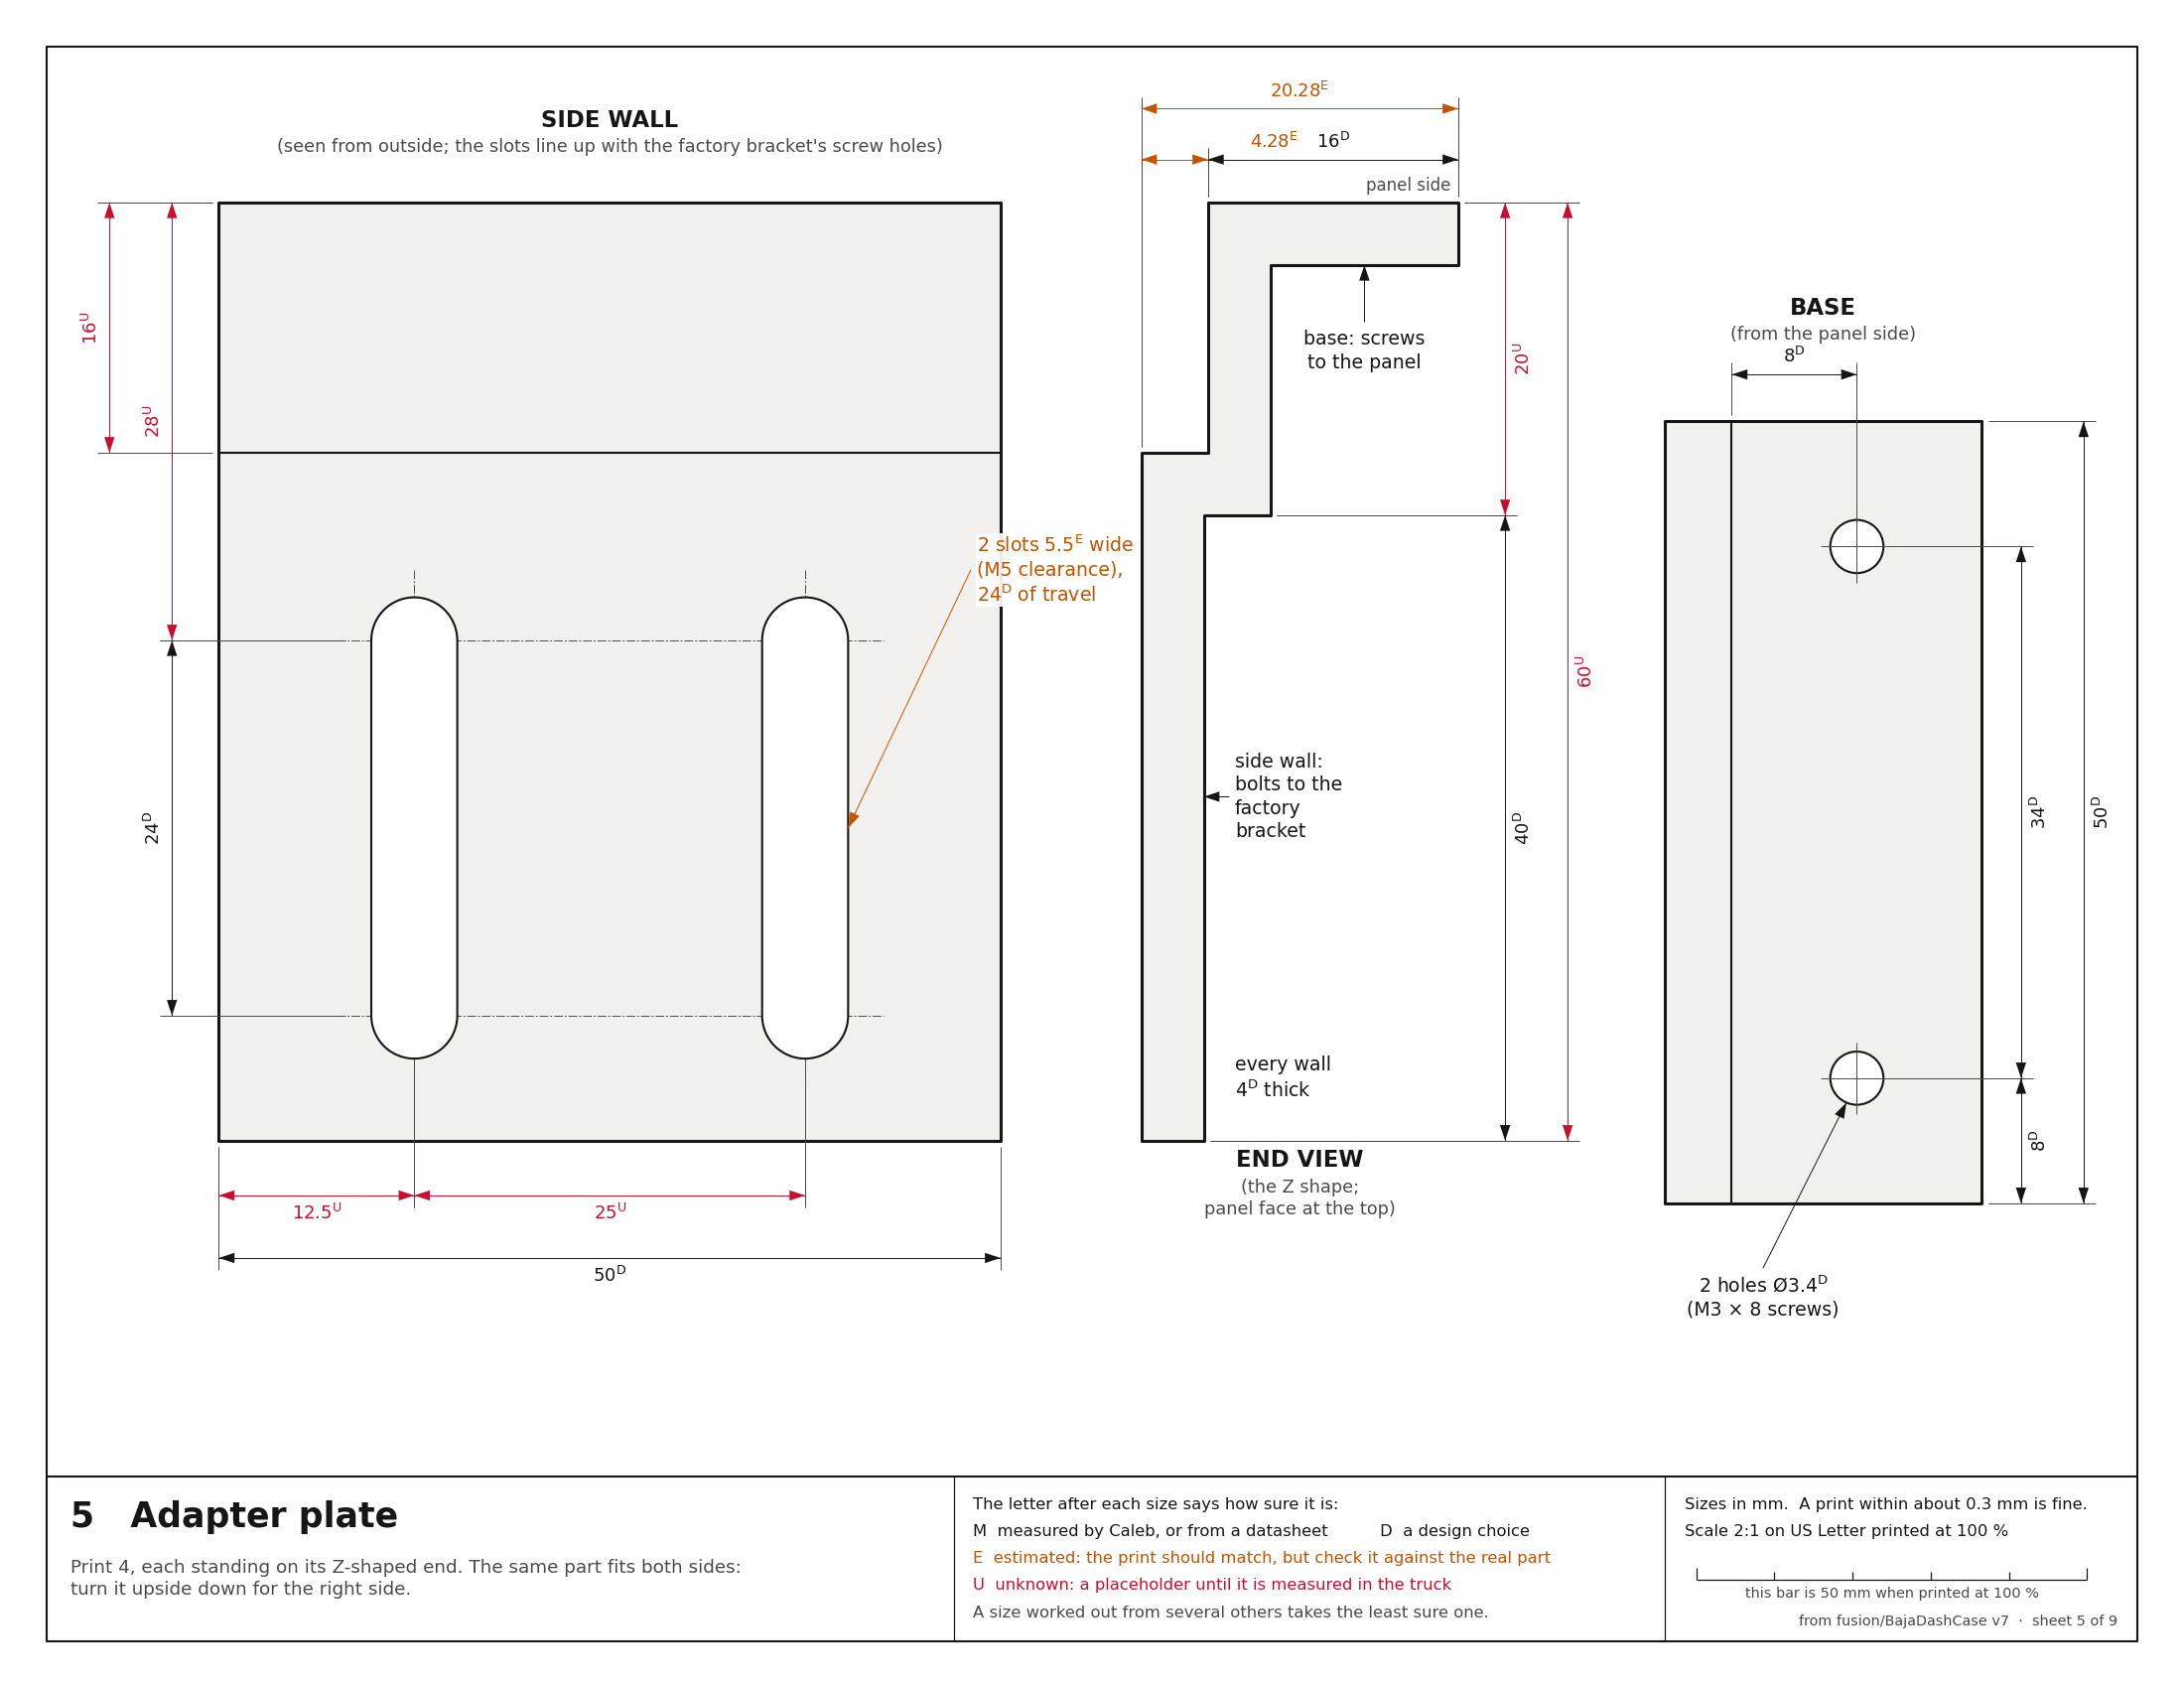 SIDE WALL
(seen from outside; the slots line up with the factory bracket's screw holes)
20.28E
4.28E 16D
panel side
16U
28U
24D
2 slots 5.5E wide
(M5 clearance),
24D of travel
12.5U
25U
50D
base: screws
to the panel
20U
60U
40D
side wall:
bolts to the
factory
bracket
every wall
4D thick
END VIEW
(the Z shape;
panel face at the top)
BASE
(from the panel side)
8D
34D
50D
8D
2 holes Ø3.4D
(M3 × 8 screws)
5 Adapter plate
Print 4, each standing on its Z-shaped end. The same part fits both sides:
turn it upside down for the right side.
The letter after each size says how sure it is:
M measured by Caleb, or from a datasheet D a design choice
E estimated: the print should match, but check it against the real part
U unknown: a placeholder until it is measured in the truck
A size worked out from several others takes the least sure one.
Sizes in mm. A print within about 0.3 mm is fine.
Scale 2:1 on US Letter printed at 100 %
this bar is 50 mm when printed at 100 %
from fusion/BajaDashCase v7 · sheet 5 of 9